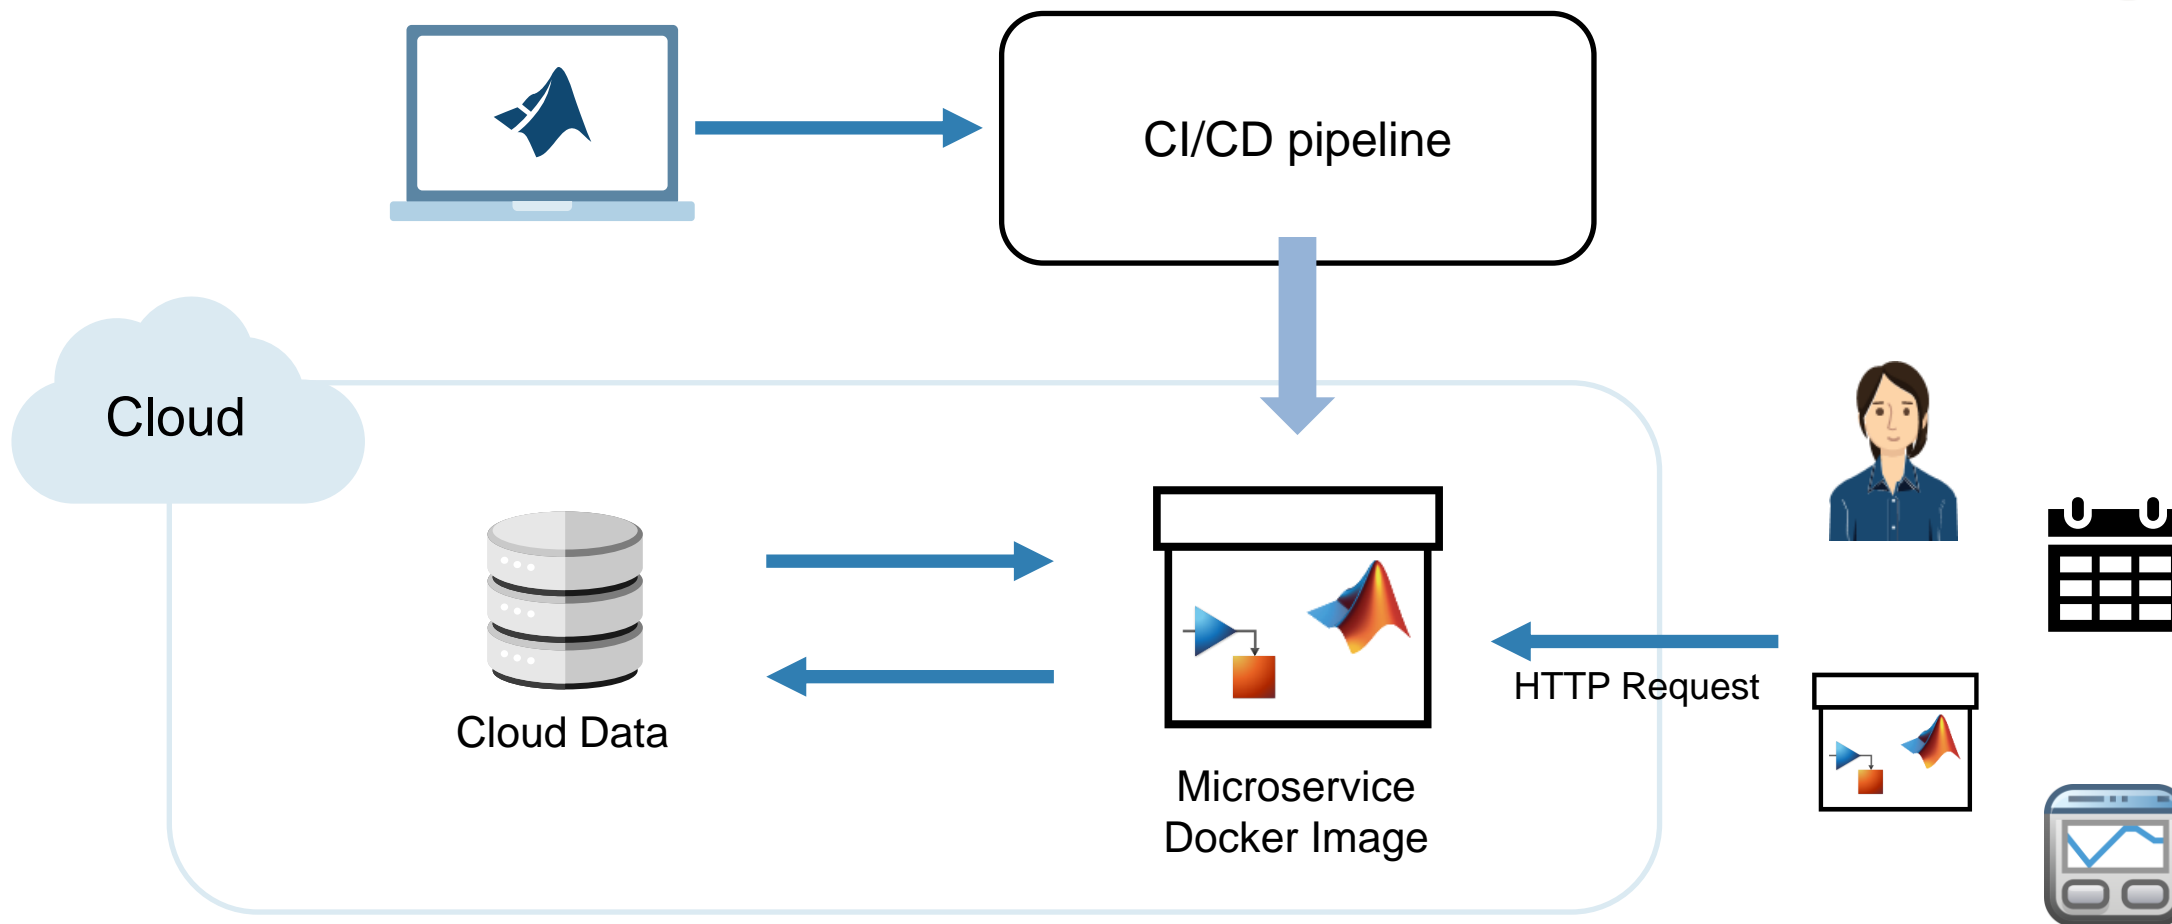 CI/CD pipeline
Cloud
Cloud Data
HTTP Request
Microservice
Docker Image